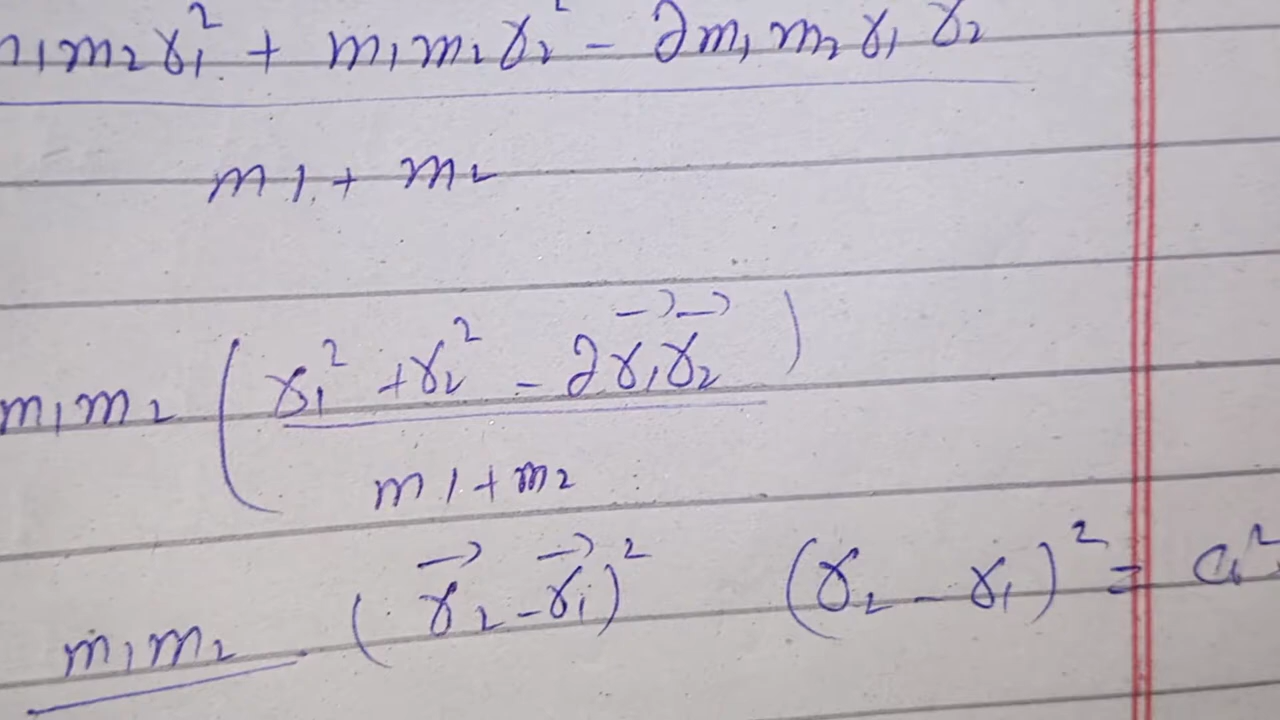 m₁m₂r₁² + m₁m₂r₂² - 2m₁m₂r₁r₂
m1 + m₂
m₁m₂ ( r₁² + r₂² - 2r⃗₁r⃗₂ )
m1 + m₂
m₁m₂ (r⃗₂ - r⃗₁)² (r₂ - r₁)² =